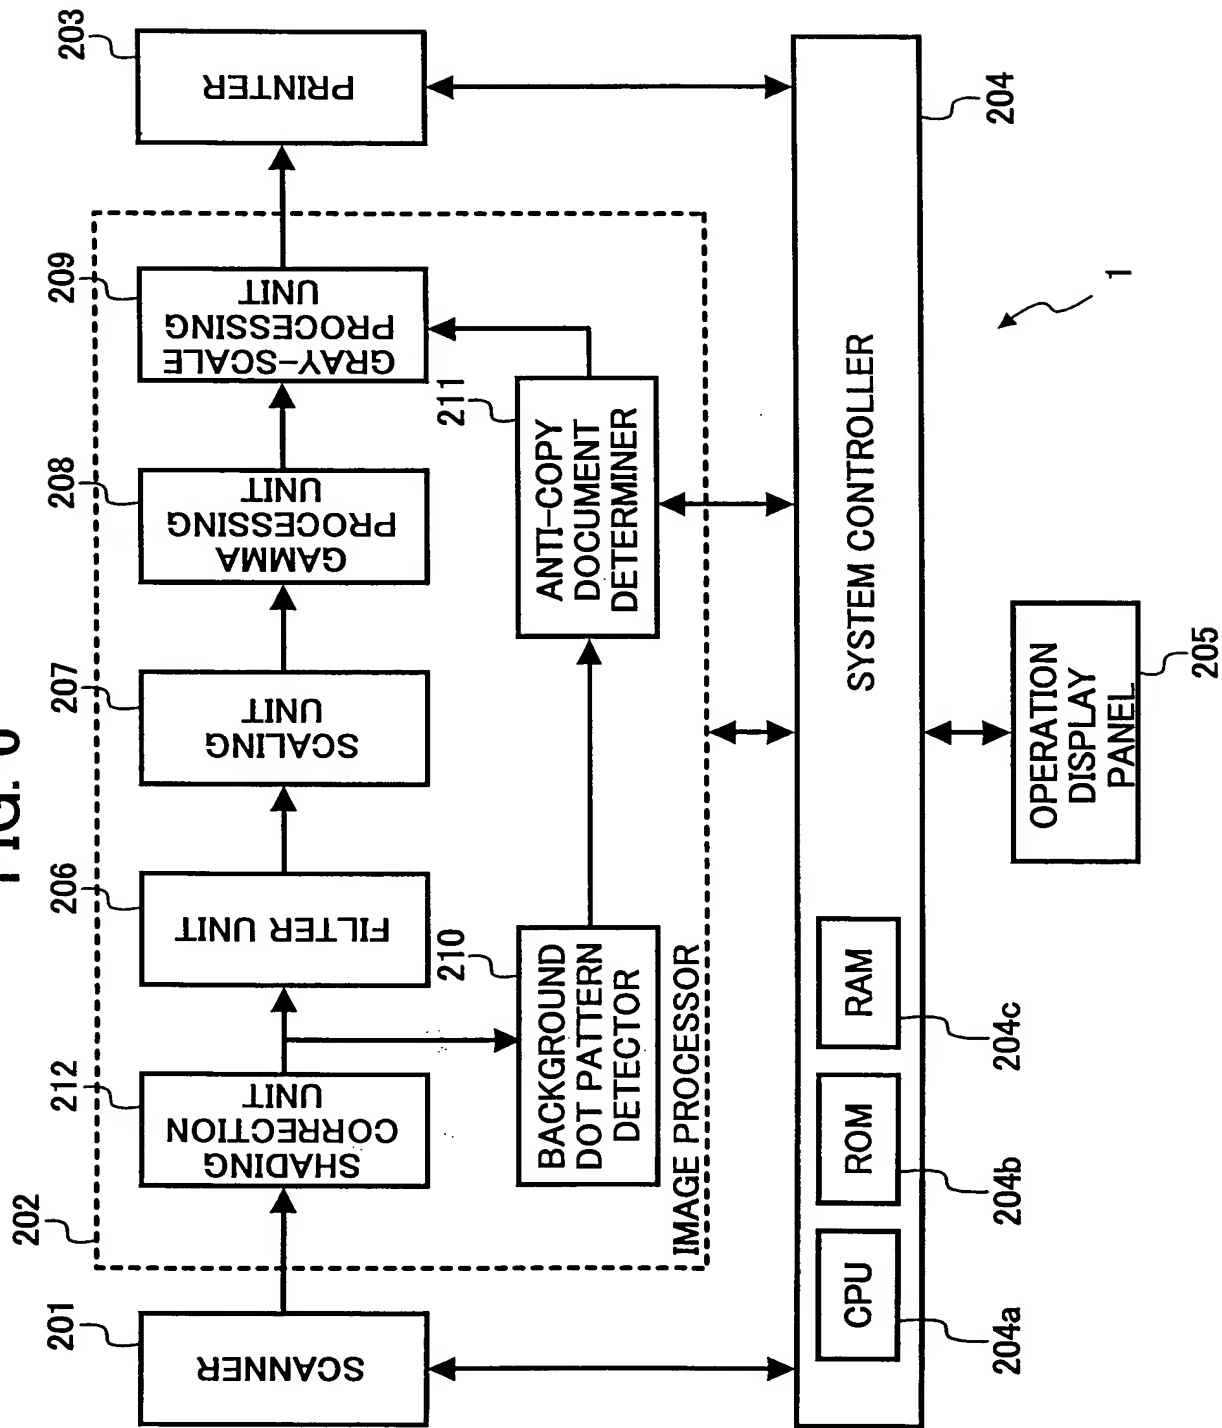 FIG.
202
201
SCANNER
212
SHADING
CORRECTION
UNIT
206
FILTER UNIT
207
SCALING
UNIT
208
GAMMA
PROCESSING
UNIT
209
GRAY-SCALE
PROCESSING
UNIT
203
PRINTER
210
BACKGROUND
DOT PATTERN
DETECTOR
211
ANTI-COPY
DOCUMENT
DETERMINER
IMAGE PROCESSOR
CPU
ROM
RAM
SYSTEM CONTROLLER
204a
204b
204c
204
OPERATION
DISPLAY
PANEL
205
1